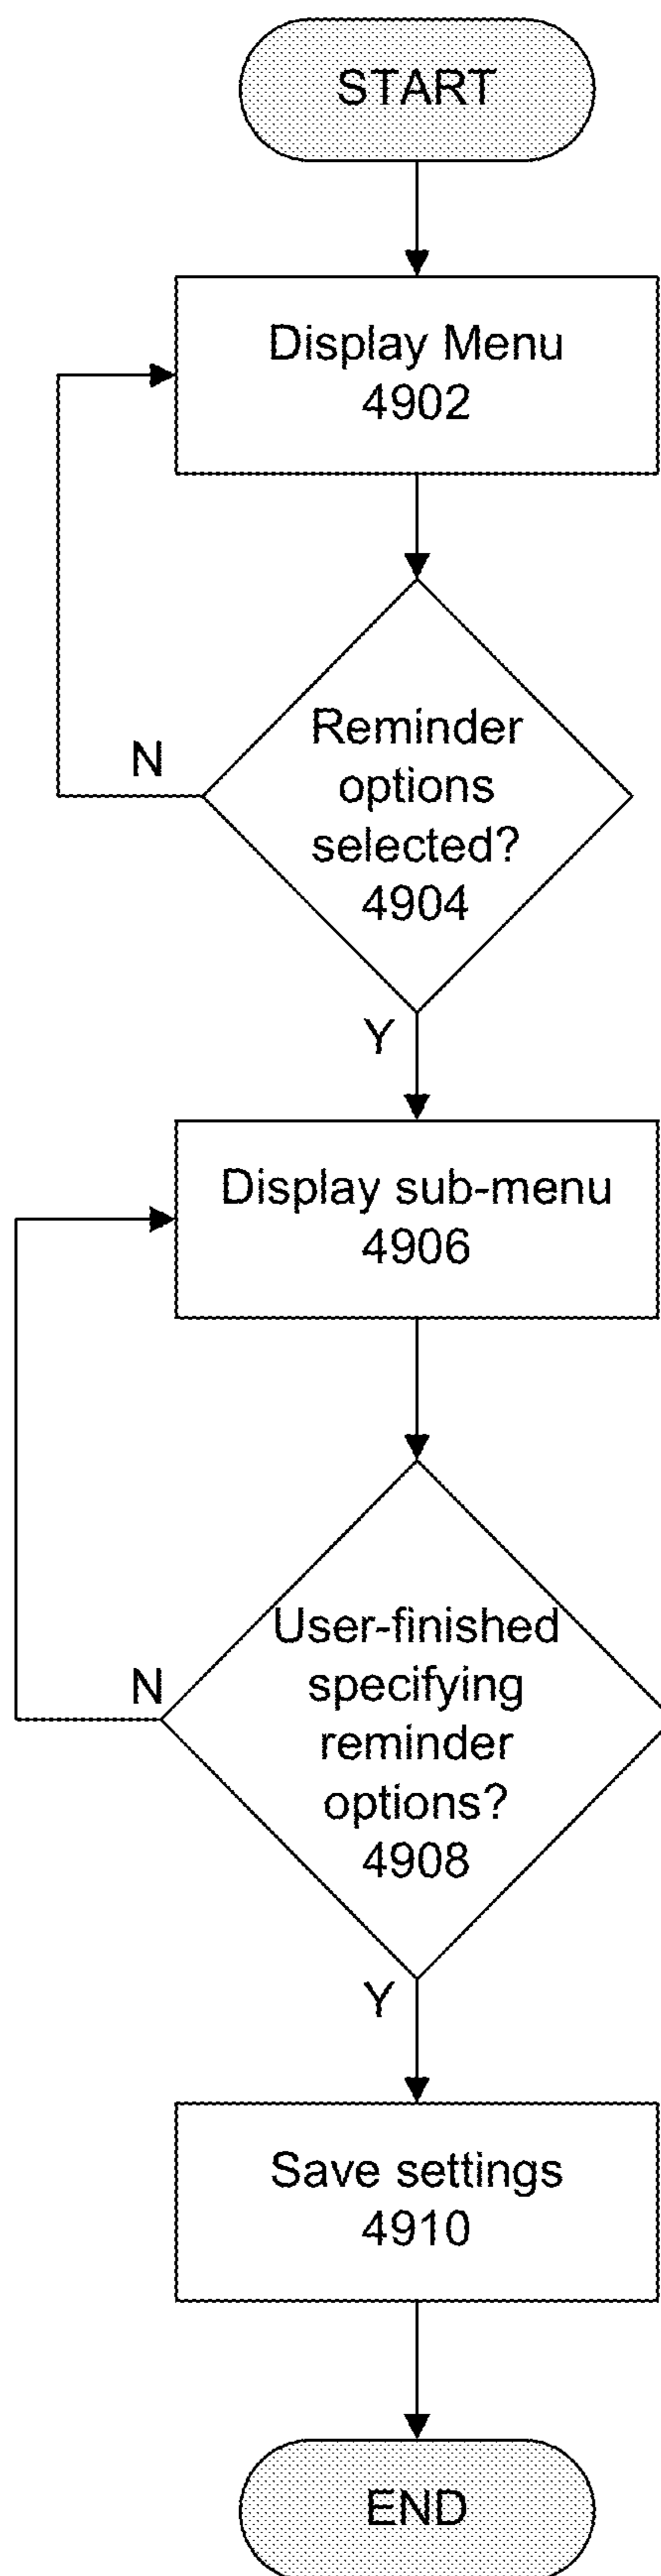 START
Display Menu
4902
N
Reminder
options
selected?
4904
Y
Display sub-menu
4906
User-finished
N
specifying
reminder
options?
4908
Y
Save settings
4910
END